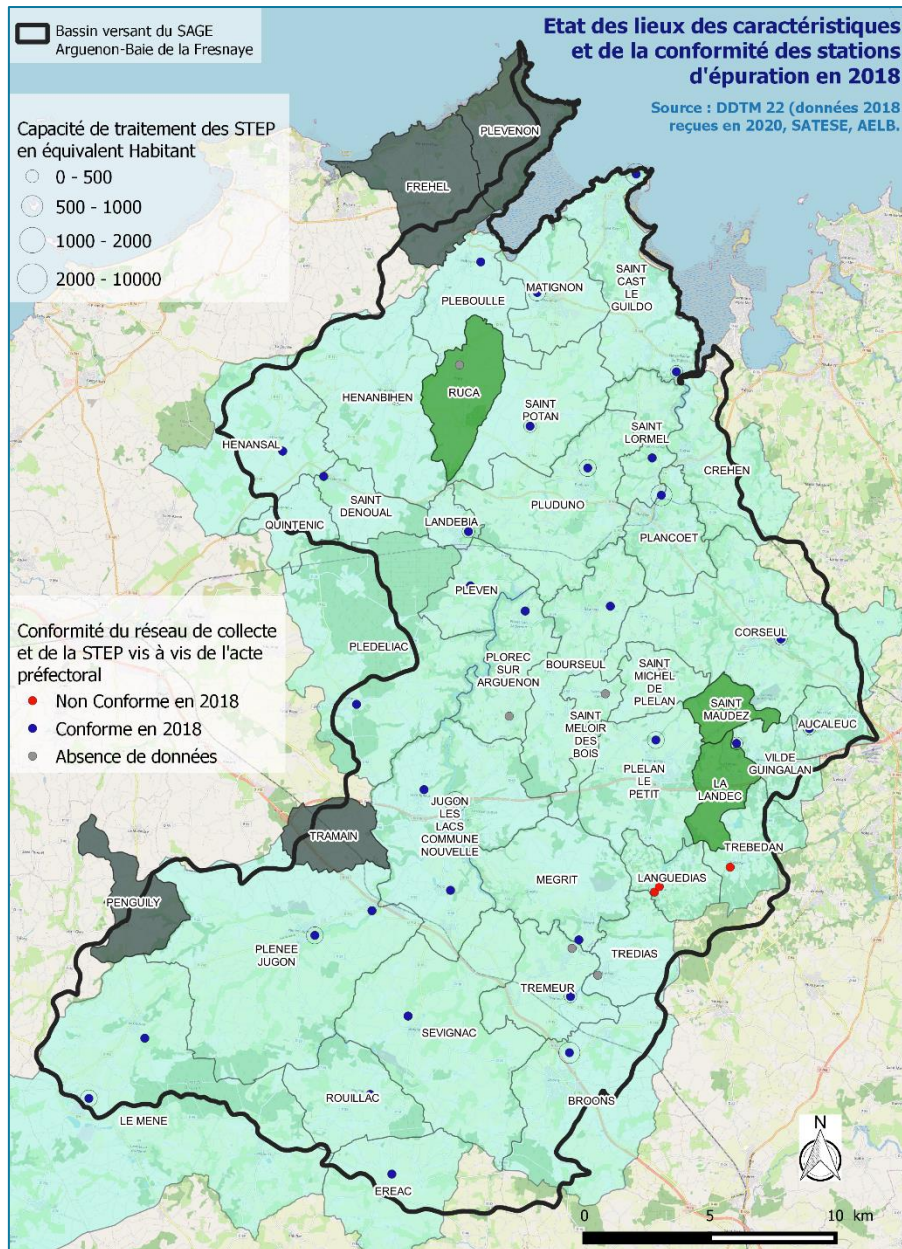 Bassin versant du SAGE
Arguenon-Baie de la Fresnaye
Etat des lieux des caractéristiques
et de la conformité des stations
d'épuration en 2018
Source : DDTM 22 (données 2018
reçues en 2020, SATESE, AELB.
Capacité de traitement des STEP
en équivalent Habitant
0 - 500
500 - 1000
1000 - 2000
2000 - 10000
PLEVENON
FREHEL
SAINT
CAST
LE
GUILDO
MATIGNON
PLEBOULLE
HENANBIHEN
RUCA
SAINT
POTAN
SAINT
LORMEL
HENANSAL
CREHEN
SAINT
DENOUAL
PLUDUNO
QUINTENIC
LANDEBIA
PLANCOET
PLEVEN
Conformité du réseau de collecte
et de la STEP vis à vis de l'acte
préfectoral
Non Conforme en 2018
Conforme en 2018
Absence de données
PLEDELIAC
CORSEUL
PLOREC
SUR
ARGUENON
BOURSEUL
SAINT
MICHEL
DE
PLELAN
SAINT
MAUDEZ
AUCALEUC
SAINT
MELOIR
DES
BOIS
VILDE
GUINGALAN
PLELAN
LE
PETIT
LA
LANDEC
JUGON
LES
LACS
COMMUNE
NOUVELLE
TRAMAIN
TREBEDAN
MEGRIT
LANGUEDIAS
PENGUILY
PLENEE
JUGON
TREDIAS
TREMEUR
SEVIGNAC
ROUILLAC
BROONS
LE MENE
EREAC
N
0 5 10 km